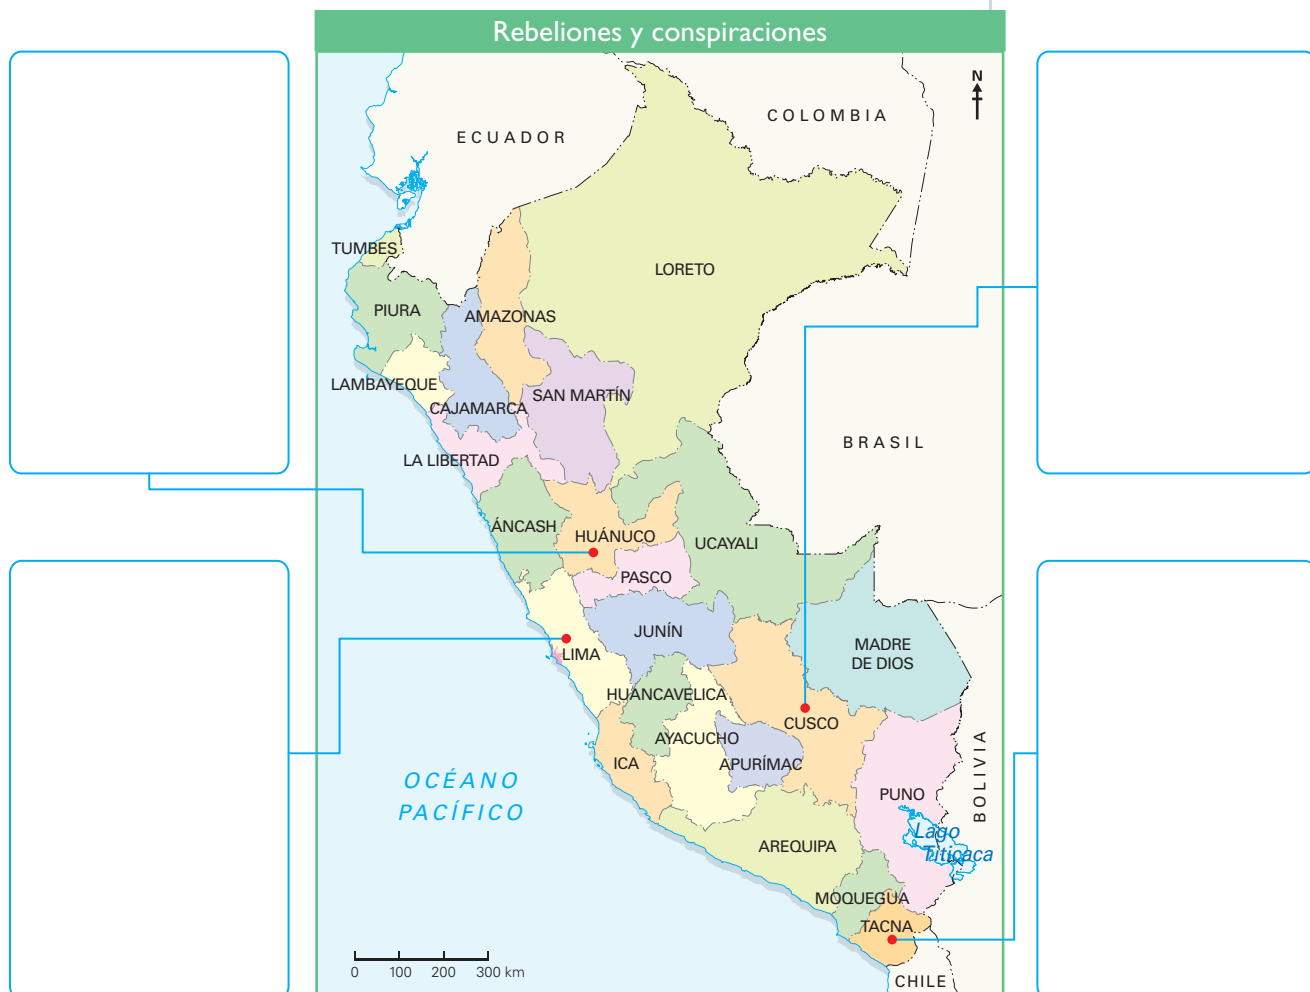 Rebeliones y conspiraciones
N
COLOMBIA
ECUADOR
TUMBES
LORETO
PIURA
AMAZONAS
LAMBAYEQUE
SAN MARTÍN
CAJAMARCA
BRASIL
LA LIBERTAD
ÁNCASH
HUÁNUCO
UCAYALI
PASCO
JUNÍN
MADRE
DE DIOS
LIMA
HUANCAVELICA
CUSCO
AYACUCHO
ICA
APURÍMAC
BOLIVIA
OCÉANO
PACÍFICO
PUNO
Lago
Titicaca
AREQUIPA
MOQUEGUA
TACNA
0 100 200 300 km
CHILE